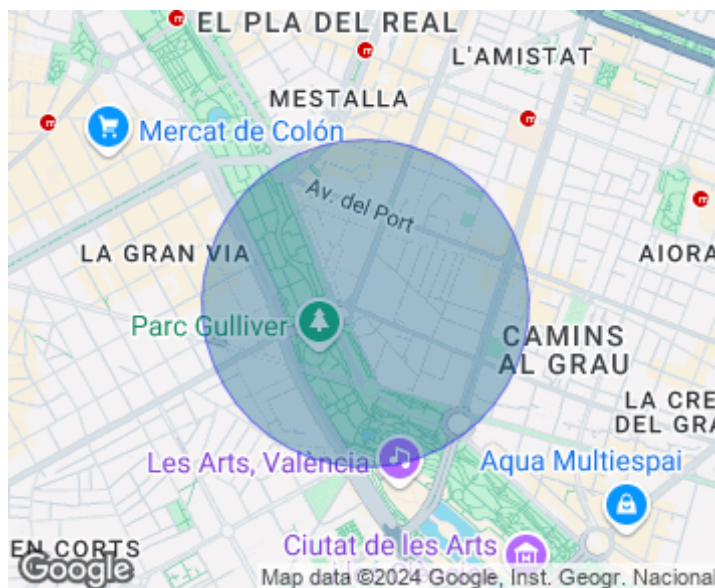 EL PLA DEL REAL
L'AMISTAT
MESTALLA
Mercat de Colón
Av. del Port
LA GRAN VIA
AIORA
Parc Gulliver
CAMINS
AL GRAU
LA CRE
DEL GRA
Les Arts, València
Aqua Multiespai
EN CORTS
Ciutat de les Arts
Google
Map data ©2024 Google, Inst. Geogr. Nacional